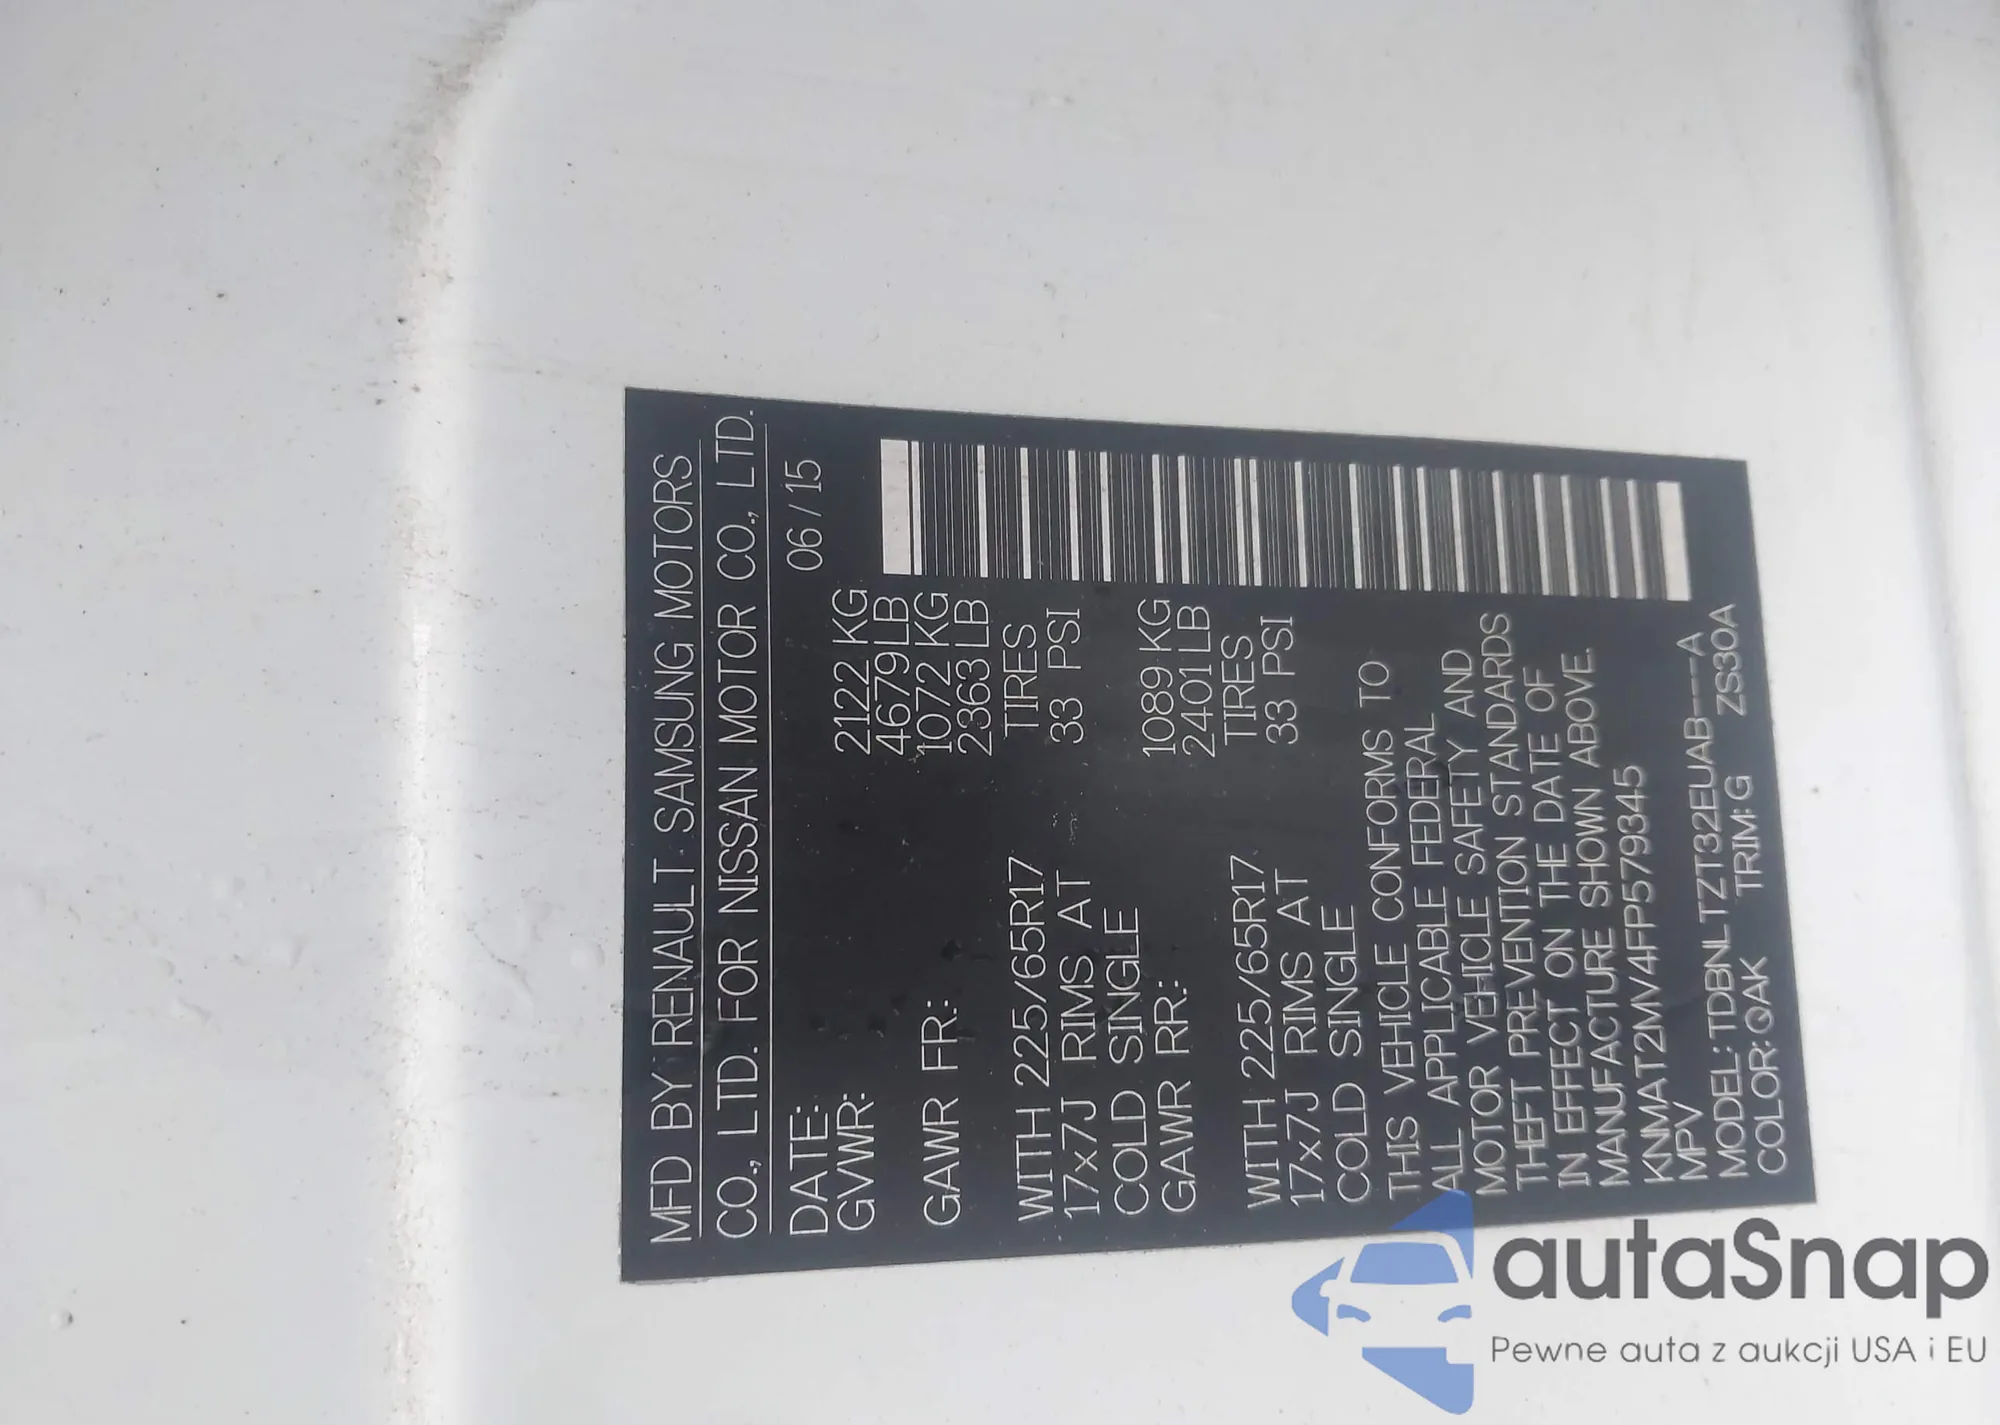 MFD BY: RENAULT SAMSUNG MOTORS
CO., LTD. FOR NISSAN MOTOR CO., LTD.
DATE: 06 / 15
GVWR: 2122 KG
4679 LB
GAWR FR: 1072 KG
2363 LB
WITH 225/65R17 TIRES
17x7J RIMS AT 33 PSI
COLD SINGLE
GAWR RR: 1089 KG
2401 LB
WITH 225/65R17 TIRES
17x7J RIMS AT 33 PSI
COLD SINGLE
THIS VEHICLE CONFORMS TO
ALL APPLICABLE FEDERAL
MOTOR VEHICLE SAFETY AND
THEFT PREVENTION STANDARDS
IN EFFECT ON THE DATE OF
MANUFACTURE SHOWN ABOVE.
KNMAT2MV4FP579345
MPV
MODEL: TDBNLTZT32EUAB---A
COLOR: QAK TRIM: G ZS30A
autaSnap
Pewne auta z aukcji USA i EU